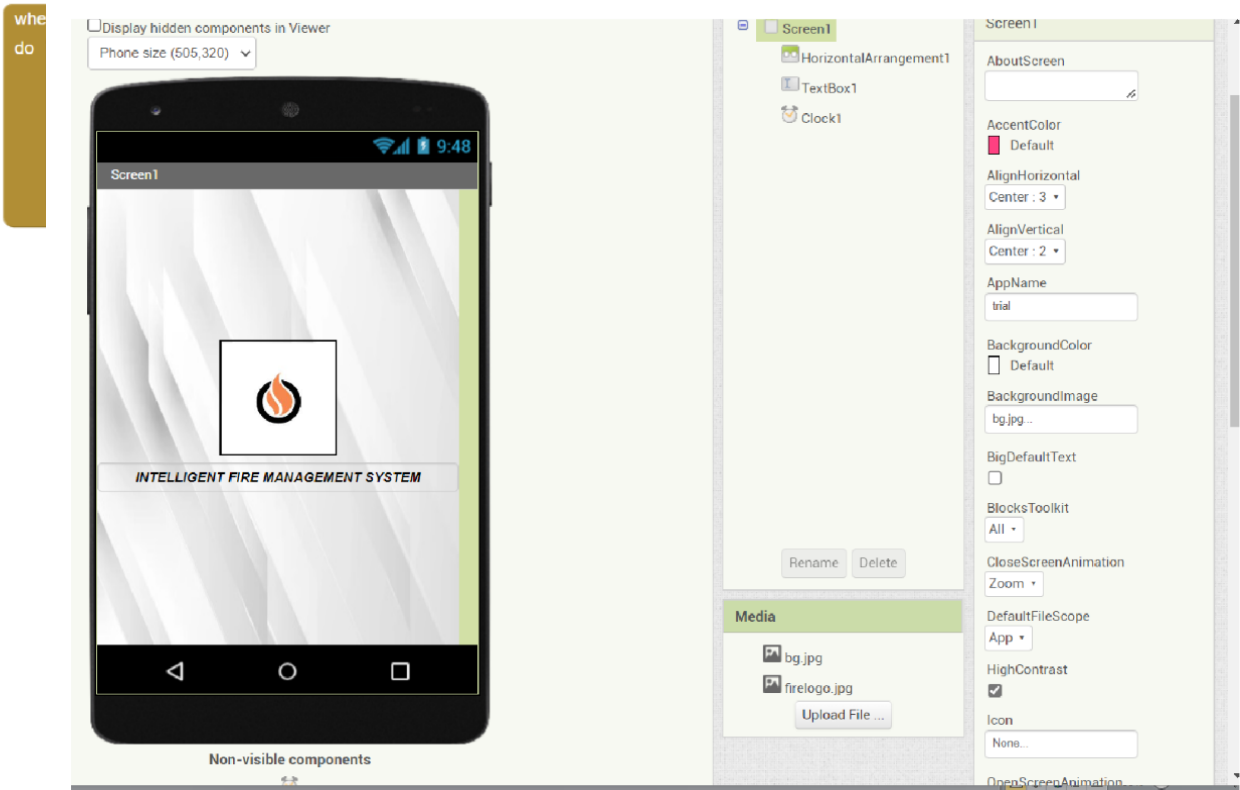 whe
do
Display hidden components in Viewer
Phone size (505,320)
9:48
Screen1
INTELLIGENT FIRE MANAGEMENT SYSTEM
Non-visible components
Screen1
HorizontalArrangement1
TextBox1
Clock1
Rename Delete
Media
bg.jpg
firelogo.jpg
Upload File ...
Screen1
AboutScreen
AccentColor
Default
AlignHorizontal
Center : 3
AlignVertical
Center : 2
AppName
trial
BackgroundColor
Default
BackgroundImage
bg.jpg...
BigDefaultText
BlocksToolkit
All
CloseScreenAnimation
Zoom
DefaultFileScope
App
HighContrast
Icon
None...
OpenScreenAnimation